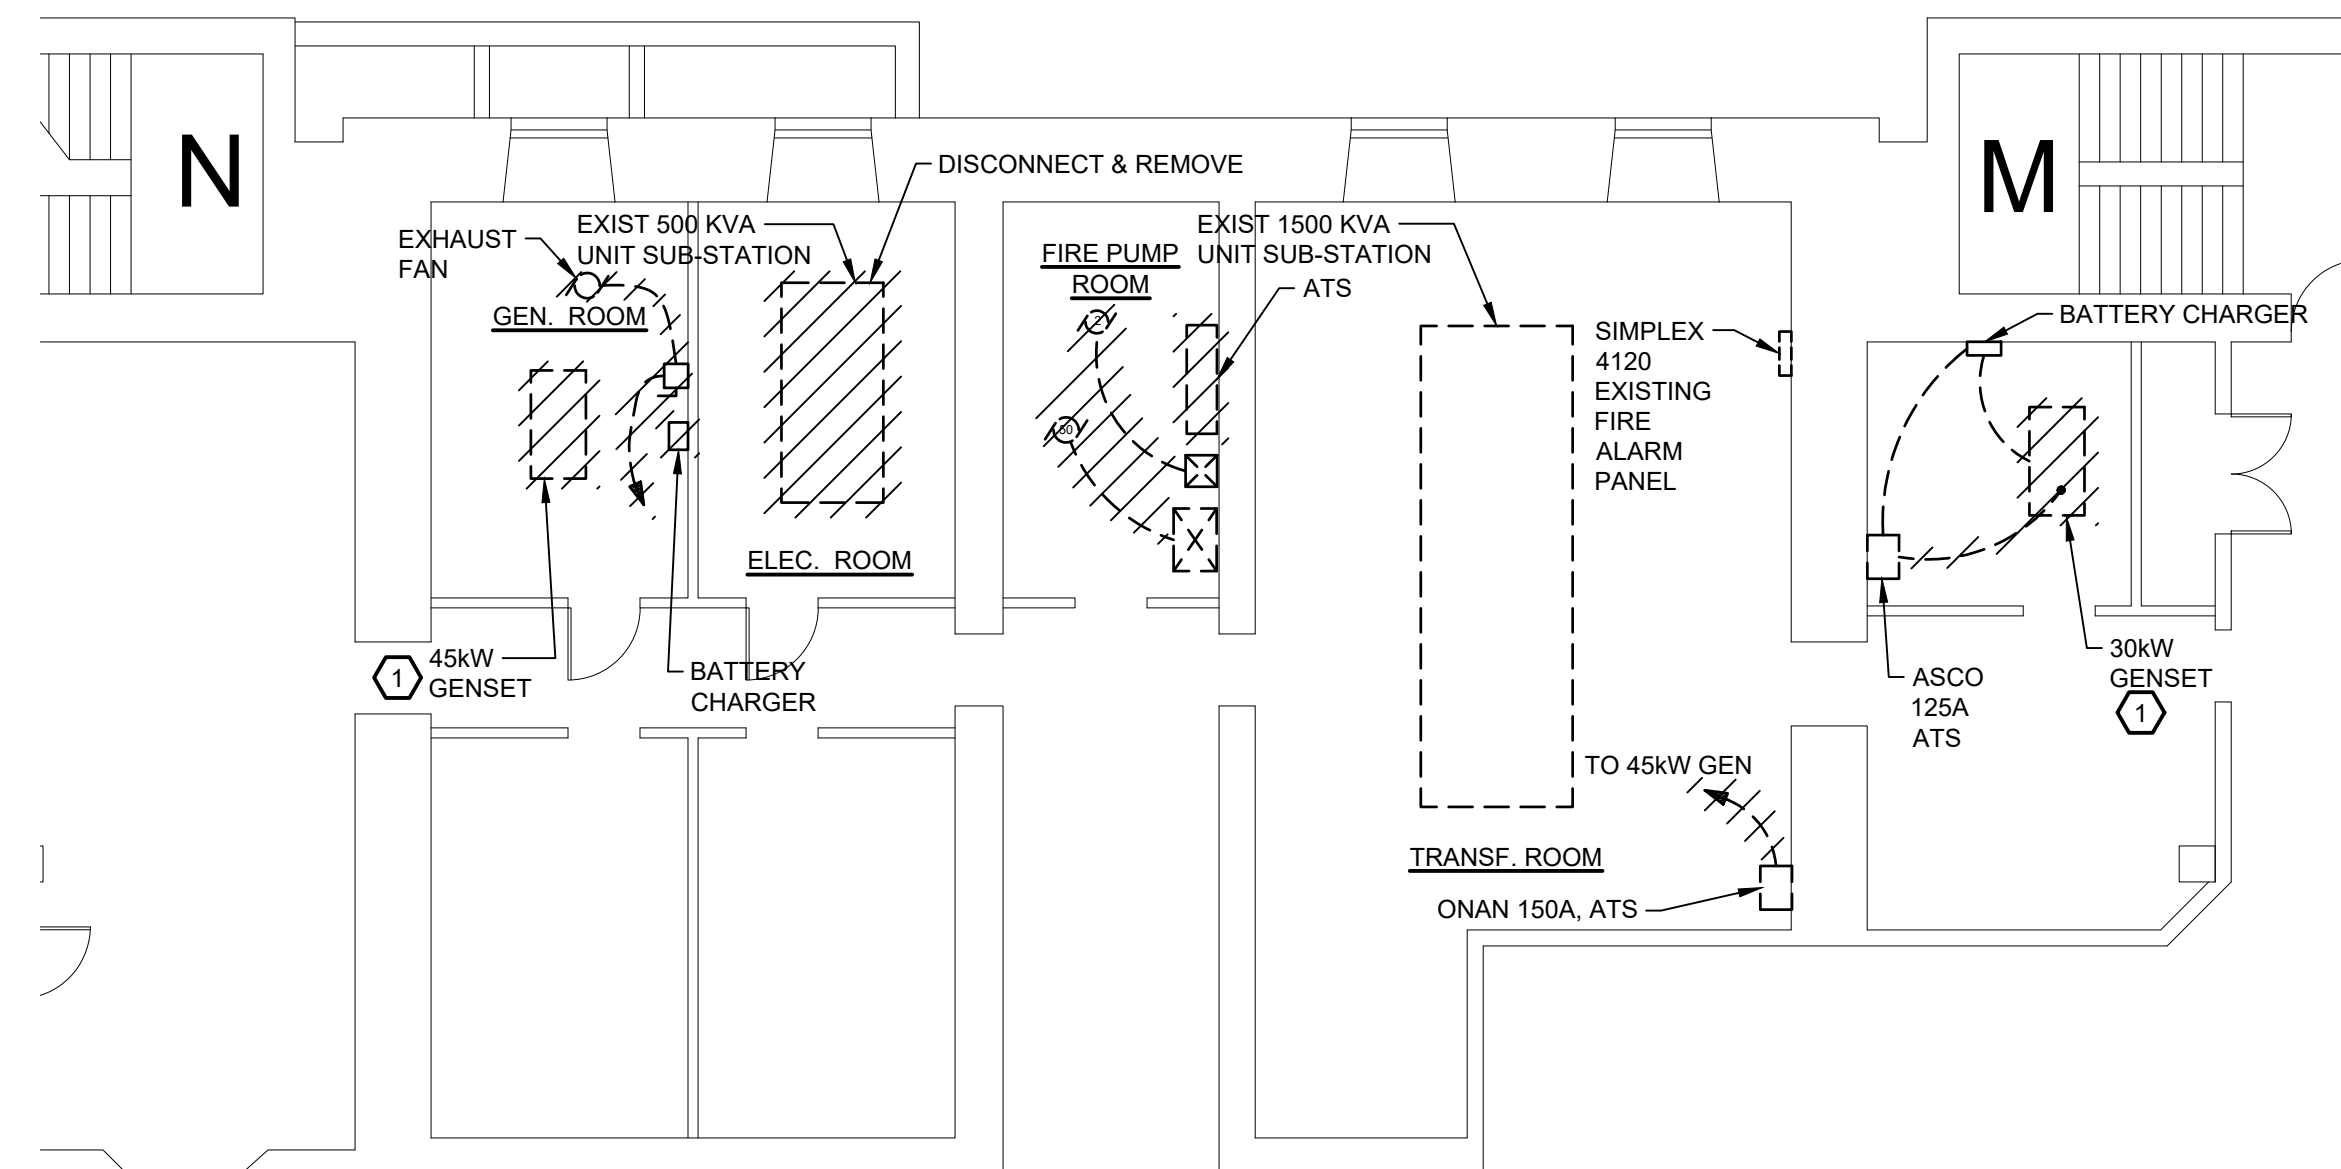 N
M
DISCONNECT & REMOVE
EXHAUST
FAN
EXIST 500 KVA
UNIT SUB-STATION
GEN.  ROOM
FIRE PUMP
ROOM
EXIST 1500 KVA
UNIT SUB-STATION
ATS
2
50
SIMPLEX
4120
EXISTING
FIRE
ALARM
PANEL
BATTERY CHARGER
ELEC.  ROOM
1
45kW
GENSET
BATTERY
CHARGER
ASCO
125A
ATS
30kW
GENSET
1
TO 45kW GEN
TRANSF. ROOM
ONAN 150A, ATS